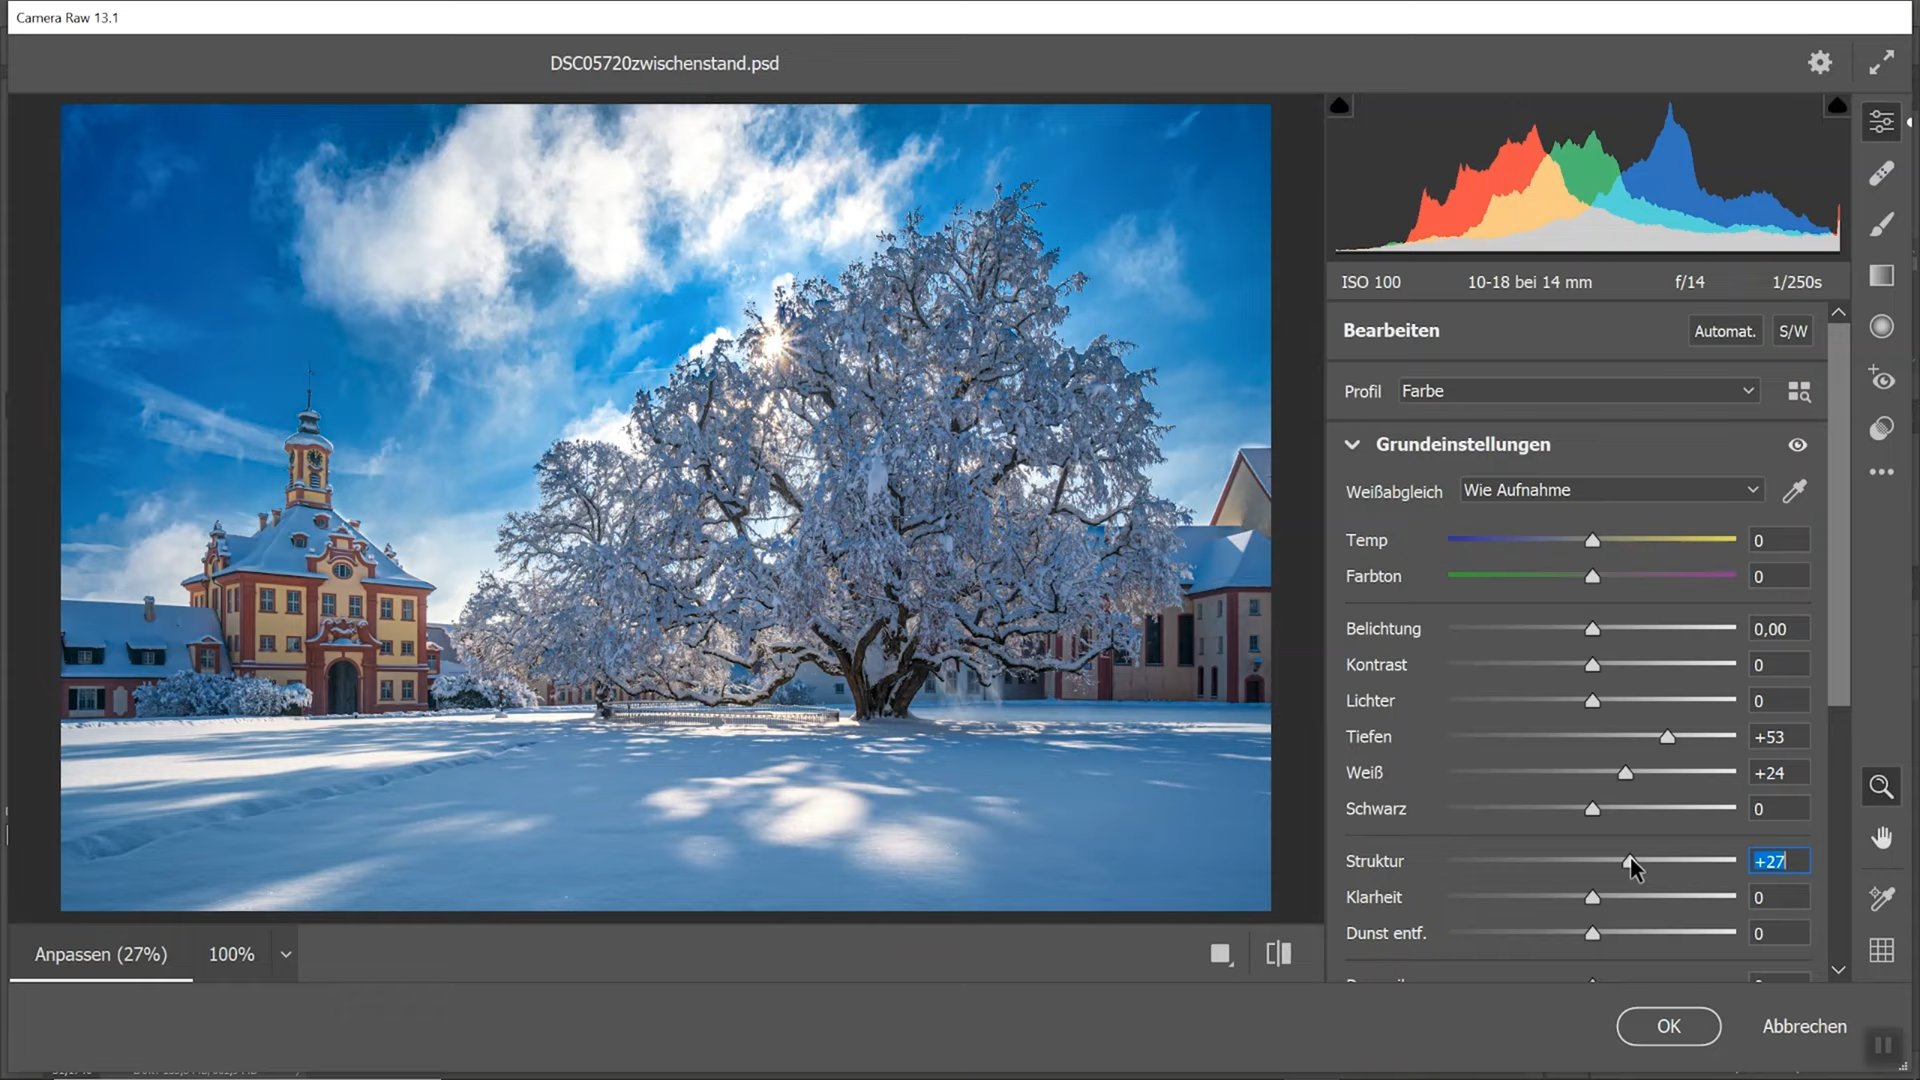 Camera Raw 13.1
DSC05720zwischenstand.psd
ISO 100 10-18 bei 14 mm f/14 1/250s
Bearbeiten Automat. S/W
Profil Farbe
Grundeinstellungen
Weißabgleich Wie Aufnahme
Temp 0
Farbton 0
Belichtung 0,00
Kontrast 0
Lichter 0
Tiefen +53
Weiß +24
Schwarz 0
Struktur +27
Klarheit 0
Dunst entf. 0
Anpassen (27%) 100%
OK Abbrechen